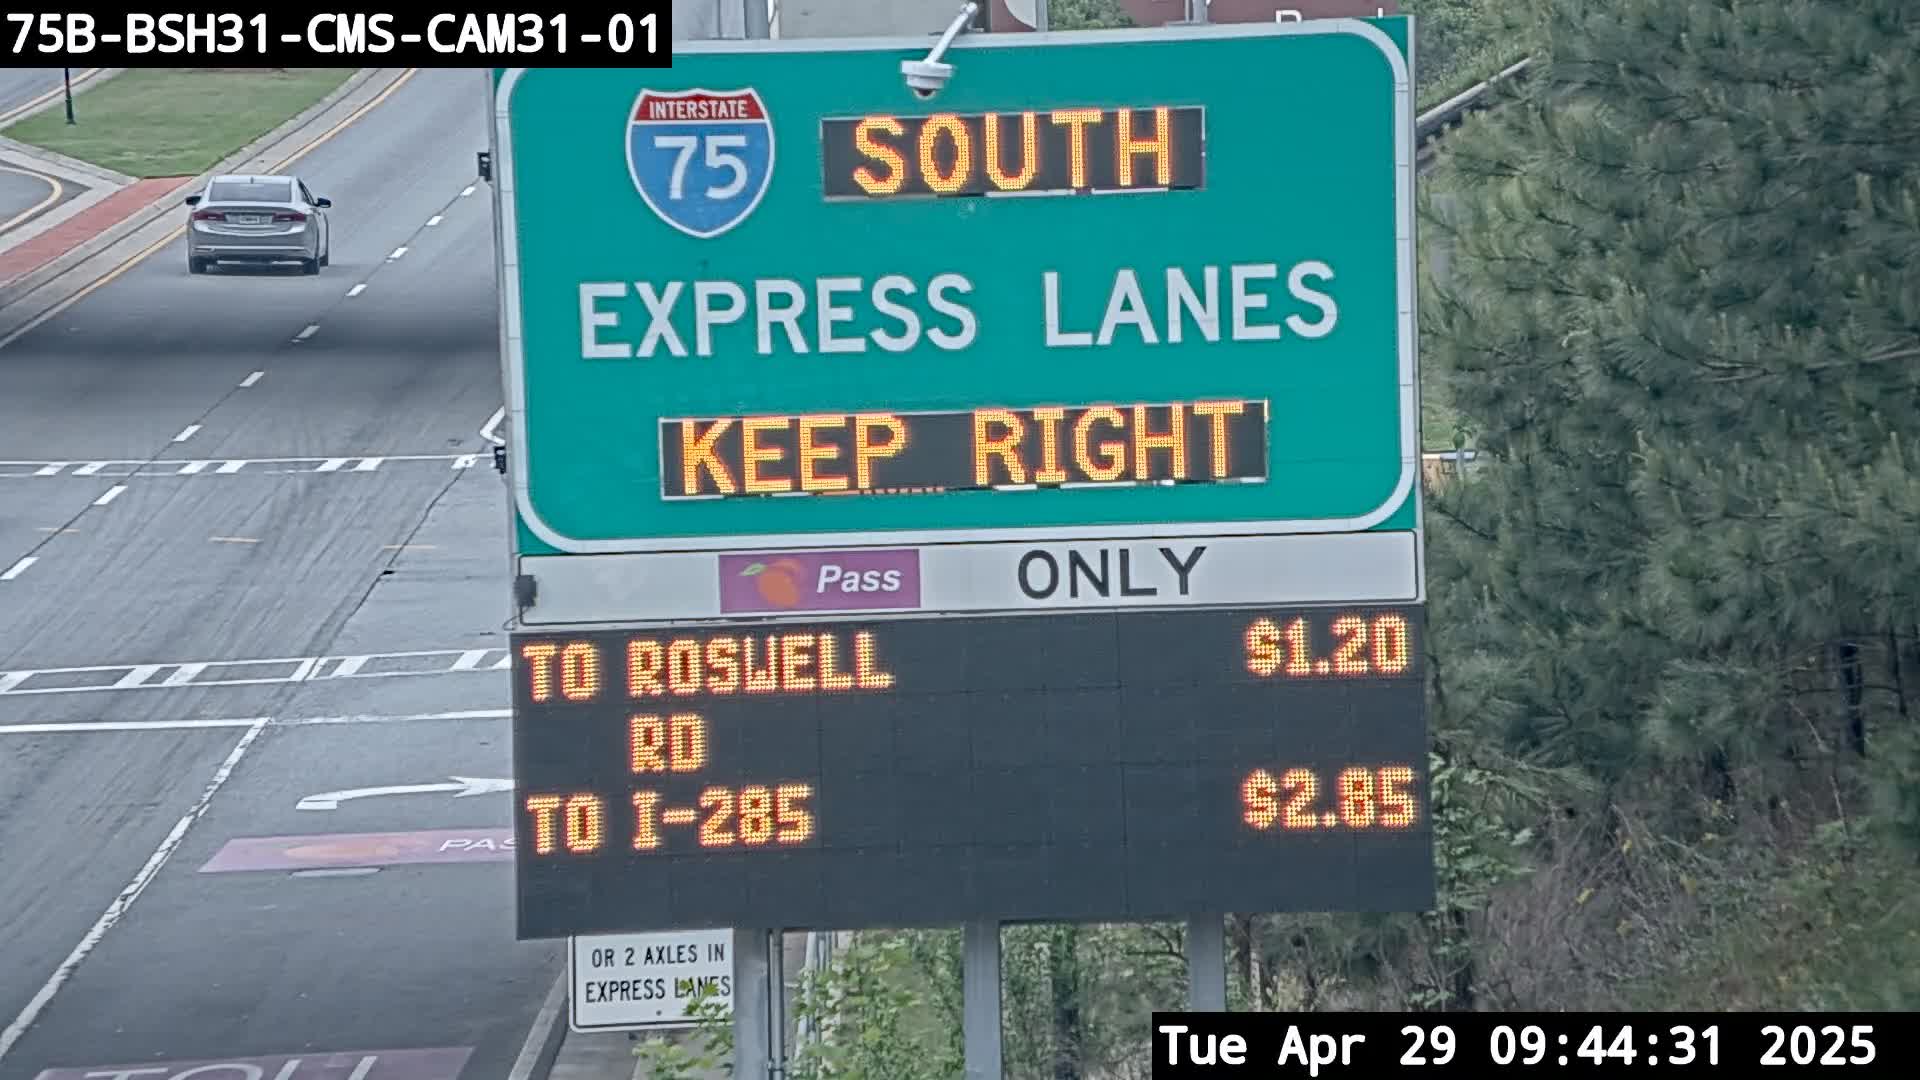 75B-BSH31-CMS-CAM31-01
INTERSTATE
75
SOUTH
EXPRESS LANES
KEEP RIGHT
Pass ONLY
TO ROSWELL $1.20
RD
TO I-285 $2.85
OR 2 AXLES IN
EXPRESS LANES
TOLL
Tue Apr 29 09:44:31 2025